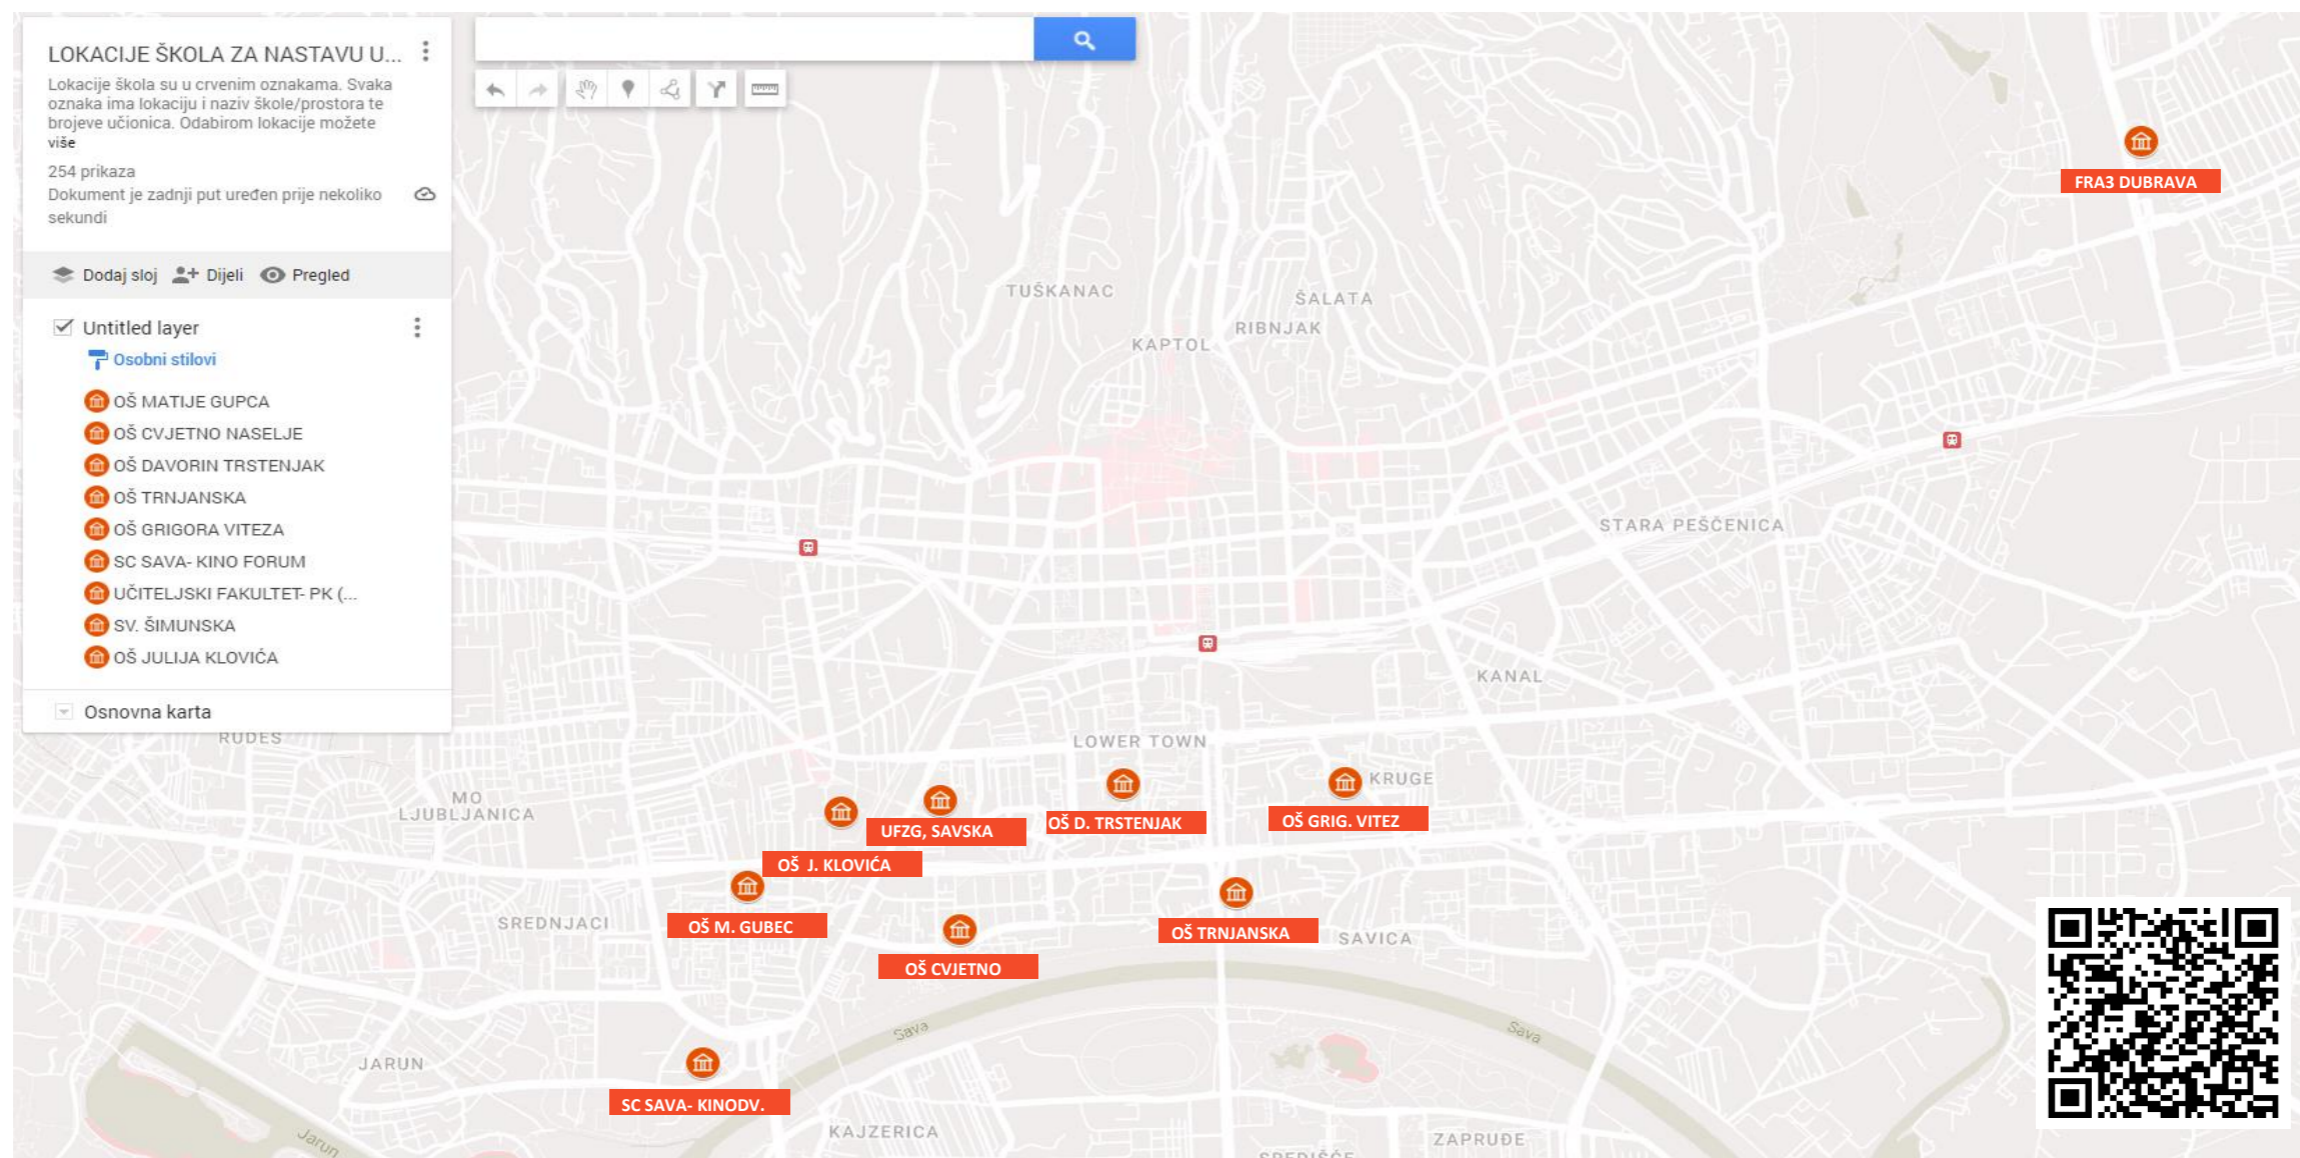 LOKACIJE ŠKOLA ZA NASTAVU U...
Lokacije škola su u crvenim oznakama. Svaka
oznaka ima lokaciju i naziv škole/prostora te
brojeve učionica. Odabirom lokacije možete
više
254 prikaza
Dokument je zadnji put uređen prije nekoliko
sekundi
Dodaj sloj Dijeli Pregled
Untitled layer
Osobni stilovi
OŠ MATIJE GUPCA
OŠ CVJETNO NASELJE
OŠ DAVORIN TRSTENJAK
OŠ TRNJANSKA
OŠ GRIGORA VITEZA
SC SAVA- KINO FORUM
UČITELJSKI FAKULTET- PK (...
SV. ŠIMUNSKA
OŠ JULIJA KLOVIĆA
Osnovna karta
FRA3 DUBRAVA
TUŠKANAC
ŠALATA
RIBNJAK
KAPTOL
STARA PEŠČENICA
KANAL
RUDEŠ
LOWER TOWN
KRUGE
MO
LJUBLJANICA
UFZG, SAVSKA
OŠ D. TRSTENJAK
OŠ GRIG. VITEZ
OŠ J. KLOVIĆA
SREDNJACI
OŠ M. GUBEC
OŠ TRNJANSKA
SAVICA
OŠ CVJETNO
Sava
Sava
JARUN
SC SAVA- KINODV.
KAJZERICA
ZAPRUĐE
Jarun
SREDIŠĆE